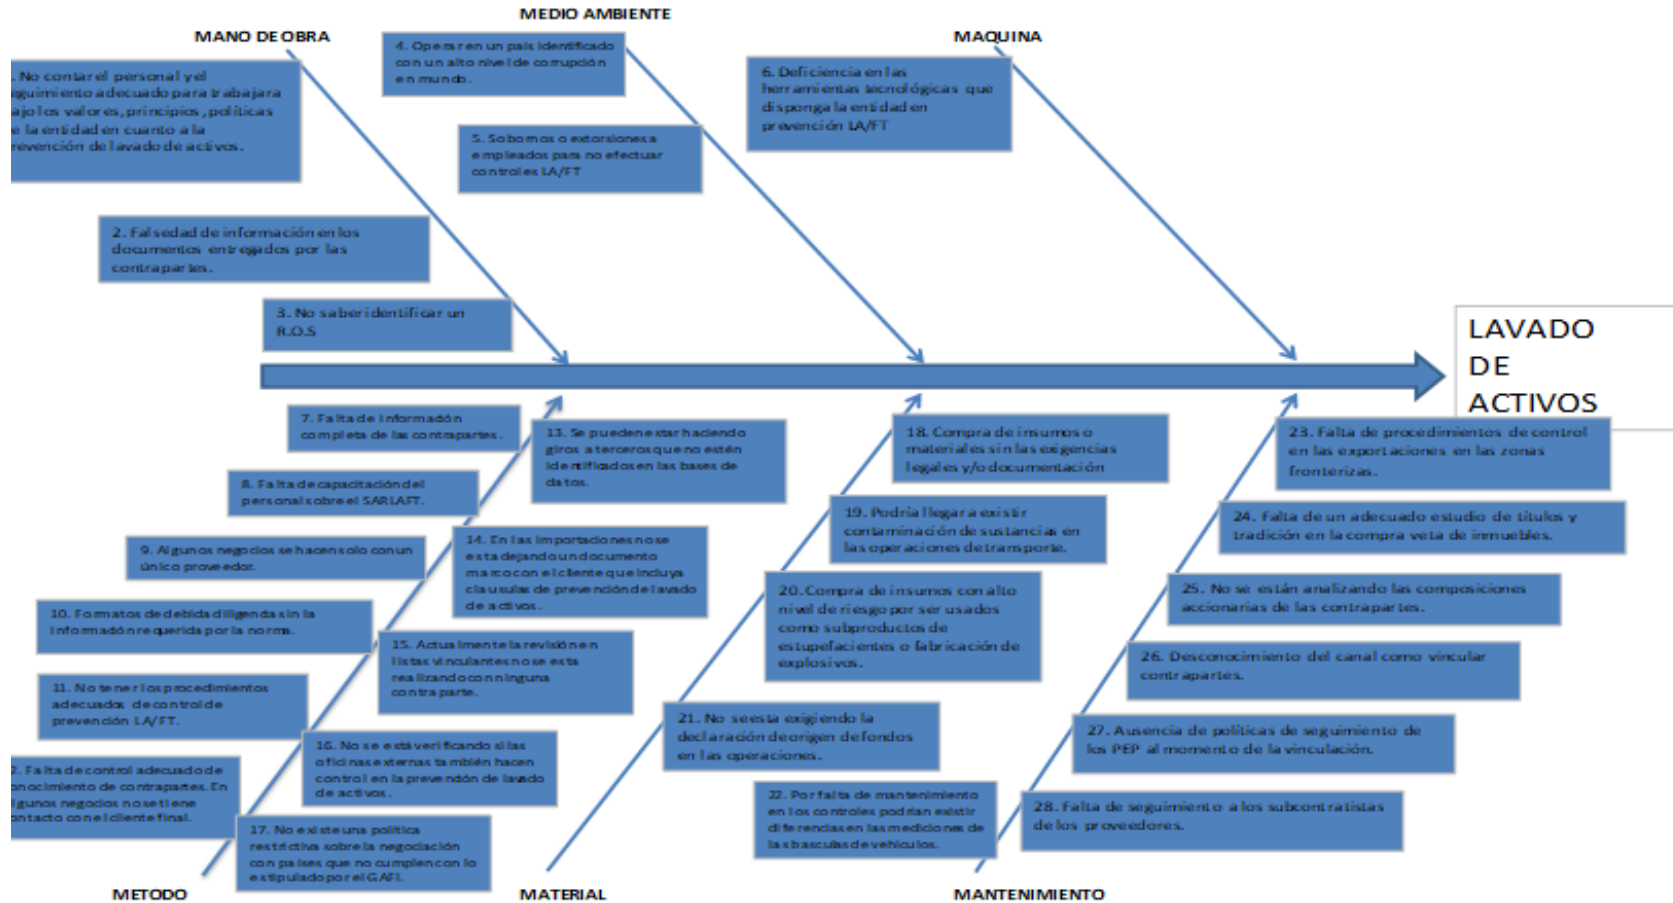 MEDIO AMBIENTE
MANO DE OBRA
MAQUINA
. No contar el personal y el
eguimiento adecuado para trabajar a
ajo los valores, principios, políticas
e la entidad en cuanto a la
revención de lavado de activos.
2. Falsedad de información en los
documentos entregados por las
contrapartes.
3. No saber identificar un
R.O.S
4. Operar en un país identificado
con un alto nivel de corrupción
en mundo.
5. Sobornos o extorsiones a
empleados para no efectuar
controles LA/FT
6. Deficiencia en las
herramientas tecnológicas que
disponga la entidad en
prevención LA/FT
LAVADO
DE
ACTIVOS
7. Falta de información
completa de las contrapartes.
8. Falta de capacitación del
personal sobre el SARLAFT.
9. Algunos negocios se hacen solo con un
único proveedor.
10. Formatos de debida diligencia sin la
información requerida por la norma.
11. No tener los procedimientos
adecuados de control de
prevención LA/FT.
2. Falta de control adecuado de
onocimiento de contrapartes. En
lgunos negocios no se tiene
ontacto con el cliente final.
13. Se pueden estar haciendo
giros a terceros que no estén
identificados en las bases de
datos.
14. En las importaciones no se
esta dejando un documento
marco con el cliente que incluya
clausulas de prevención de lavado
de activos.
15. Actualmente la revisión en
listas vinculantes no se esta
realizando con ninguna
contraparte.
16. No se está verificando si las
oficinas externas también hacen
control en la prevención de lavado
de activos.
17. No existe una política
restrictiva sobre la negociación
con países que no cumplen con lo
estipulado por el GAFI.
18. Compra de insumos o
materiales sin las exigencias
legales y/o documentación
19. Podría llegar a existir
contaminación de sustancias en
las operaciones de transporte.
20. Compra de insumos con alto
nivel de riesgo por ser usados
como subproductos de
estupefacientes o fabricación de
explosivos.
21. No se esta exigiendo la
declaración de origen de fondos
en las operaciones.
22. Por falta de mantenimiento
en los controles podrían existir
diferencias en las mediciones de
las basculas de vehículos.
23. Falta de procedimientos de control
en las exportaciones en las zonas
fronterizas.
24. Falta de un adecuado estudio de títulos y
tradición en la compra veta de inmuebles.
25. No se están analizando las composiciones
accionarias de las contrapartes.
26. Desconocimiento del canal como vincular
contrapartes.
27. Ausencia de políticas de seguimiento de
los PEP al momento de la vinculación.
28. Falta de seguimiento a los subcontratistas
de los proveedores.
METODO
MATERIAL
MANTENIMIENTO